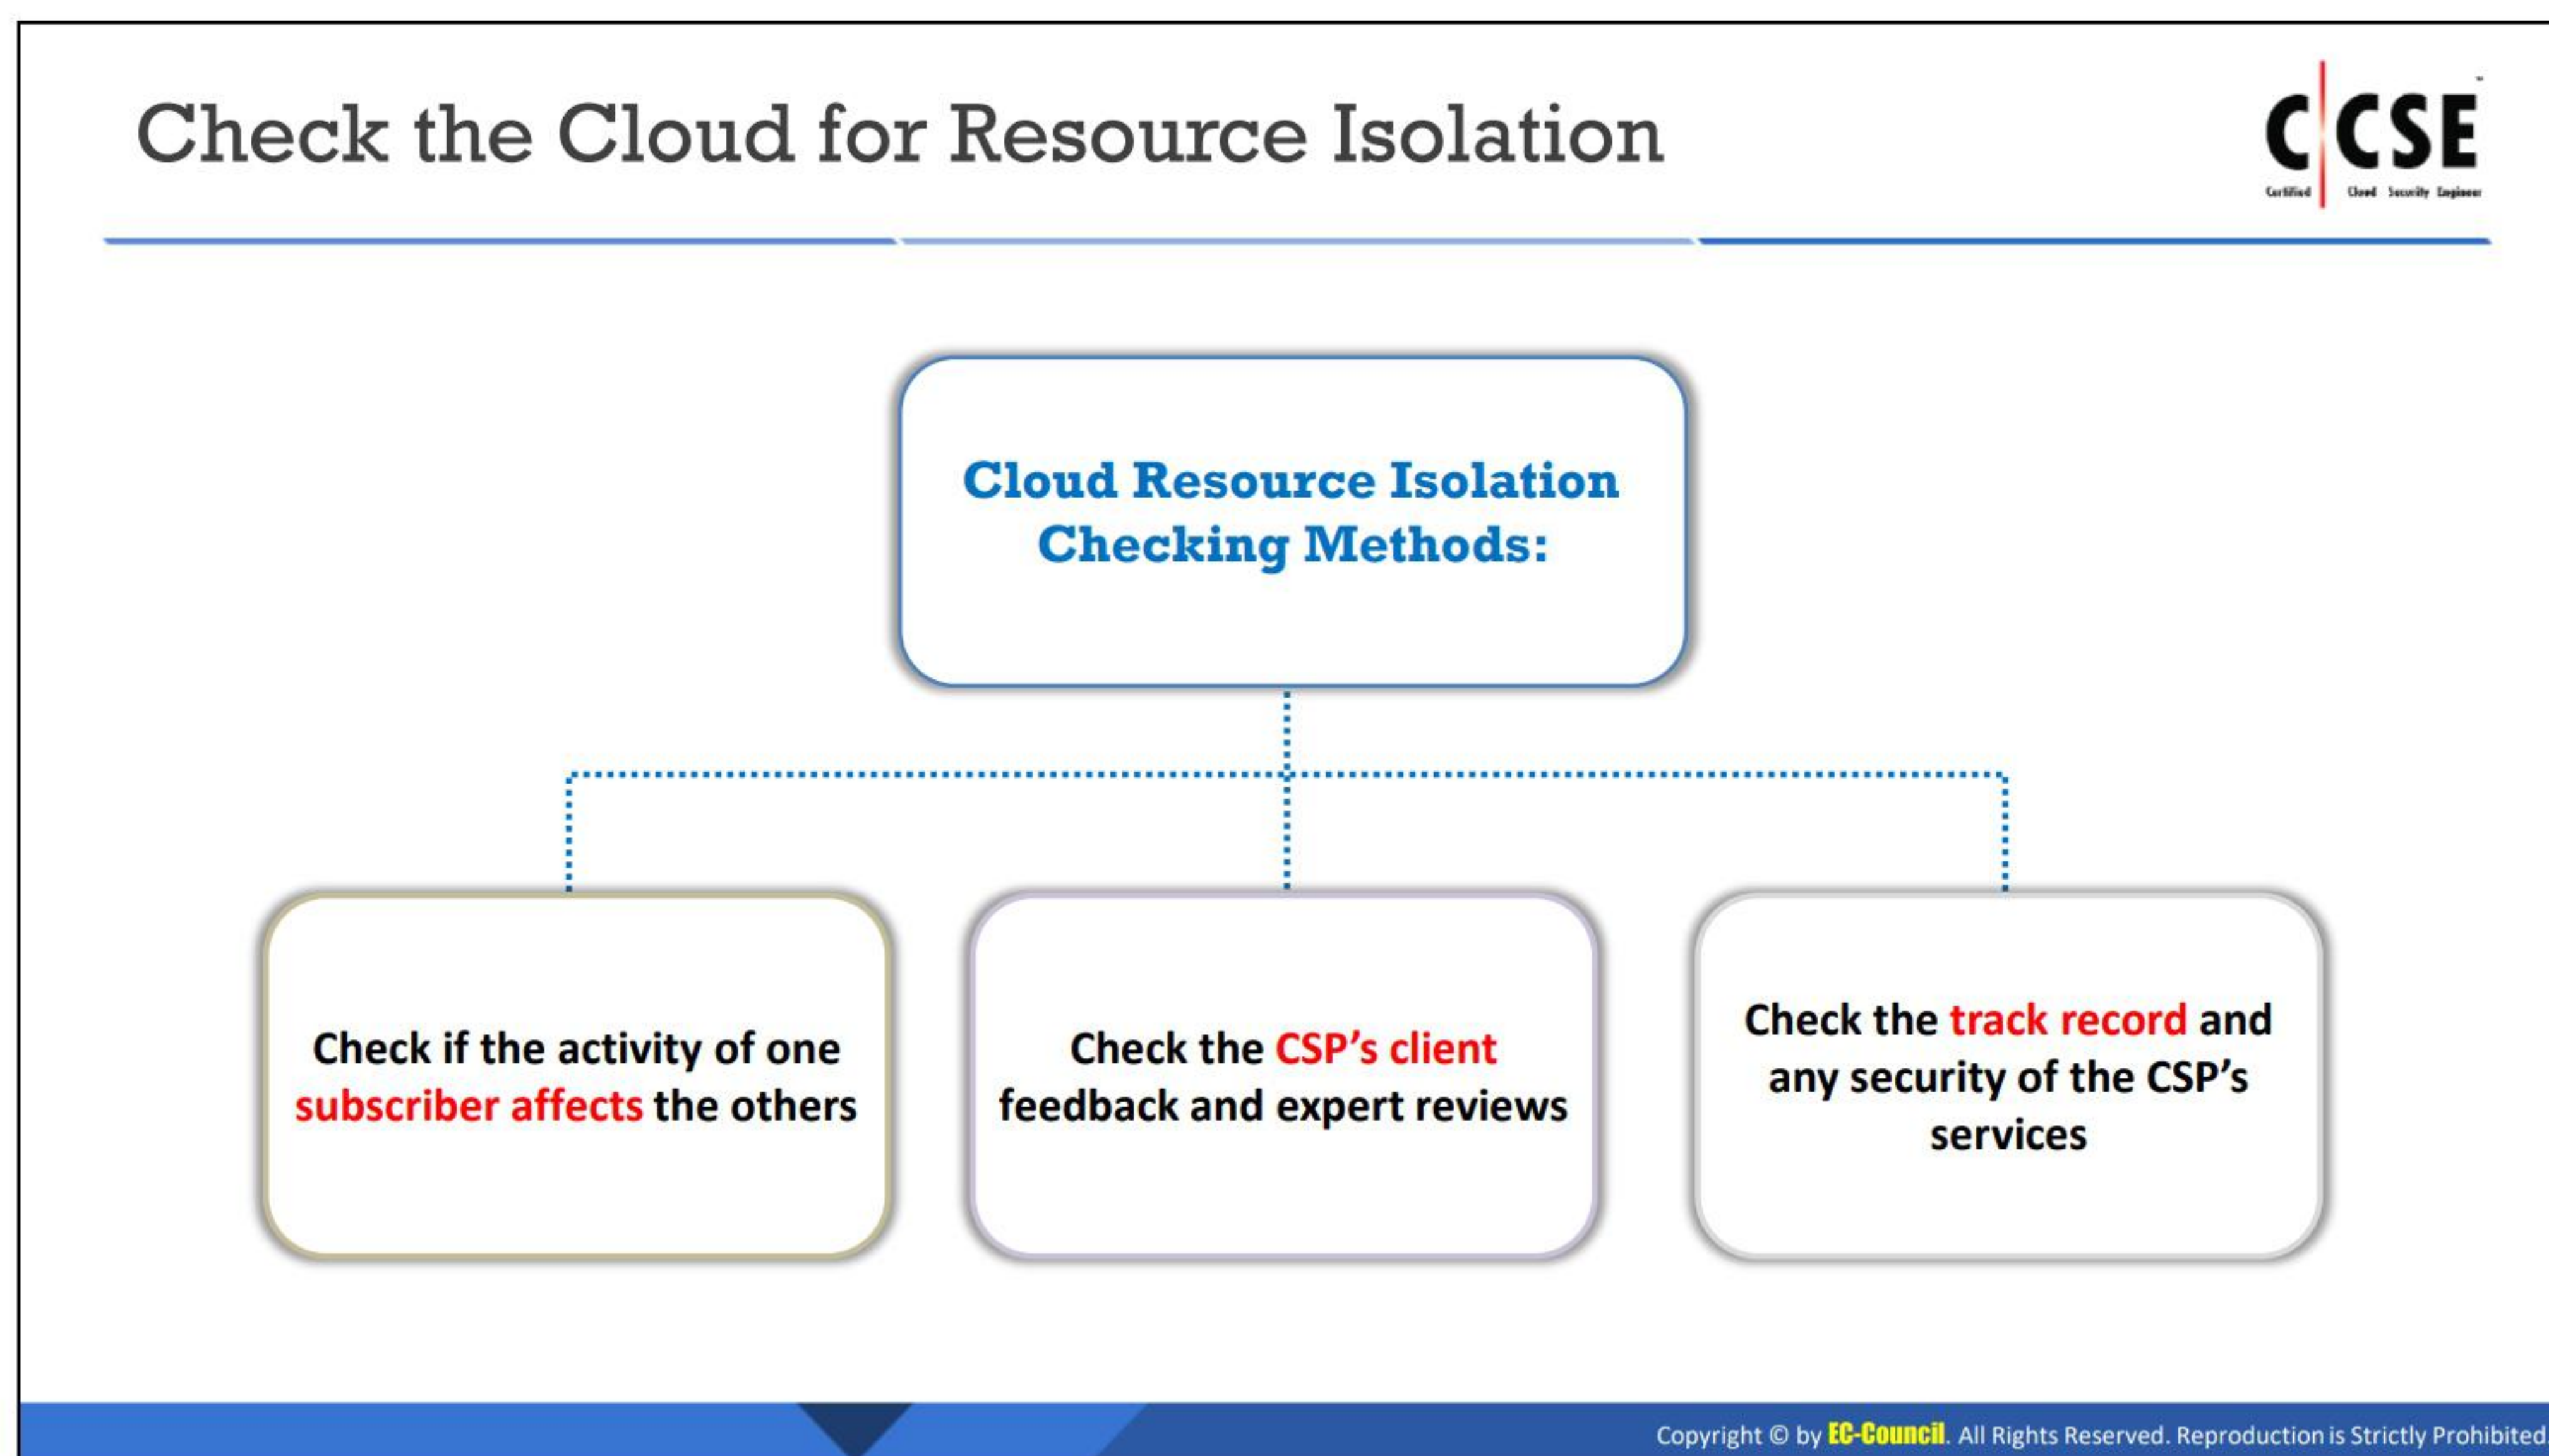 Check the Cloud for Resource Isolation
C CSE
Certified Cloud Security Engineer
Cloud Resource Isolation
Checking Methods:
Check if the activity of one
subscriber affects the others
Check the CSP’s client
feedback and expert reviews
Check the track record and
any security of the CSP’s
services
Copyright © by EC-Council. All Rights Reserved. Reproduction is Strictly Prohibited.